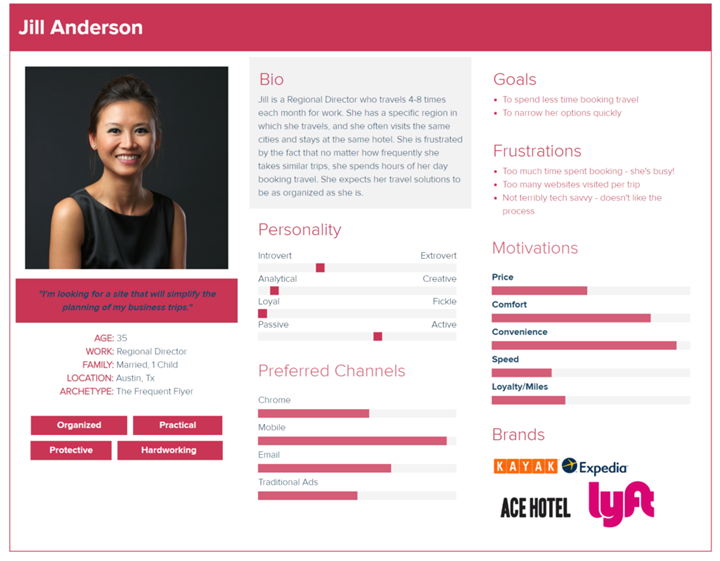 Jill Anderson
"I'm looking for a site that will simplify the
planning of my business trips."
AGE: 35
WORK: Regional Director
FAMILY: Married, 1 Child
LOCATION: Austin, Tx
ARCHETYPE: The Frequent Flyer
Organized
Practical
Protective
Hardworking
Bio
Jill is a Regional Director who travels 4-8 times
each month for work. She has a specific region in
which she travels, and she often visits the same
cities and stays at the same hotel. She is frustrated
by the fact that no matter how frequently she
takes similar trips, she spends hours of her day
booking travel. She expects her travel solutions to
be as organized as she is.
Personality
Introvert Extrovert
Analytical Creative
Loyal Fickle
Passive Active
Preferred Channels
Chrome
Mobile
Email
Traditional Ads
Goals
• To spend less time booking travel
• To narrow her options quickly
Frustrations
• Too much time spent booking - she's busy!
• Too many websites visited per trip
• Not terribly tech savvy - doesn't like the
process
Motivations
Price
Comfort
Convenience
Speed
Loyalty/Miles
Brands
KAYAK
Expedia
ACE HOTEL
lyft